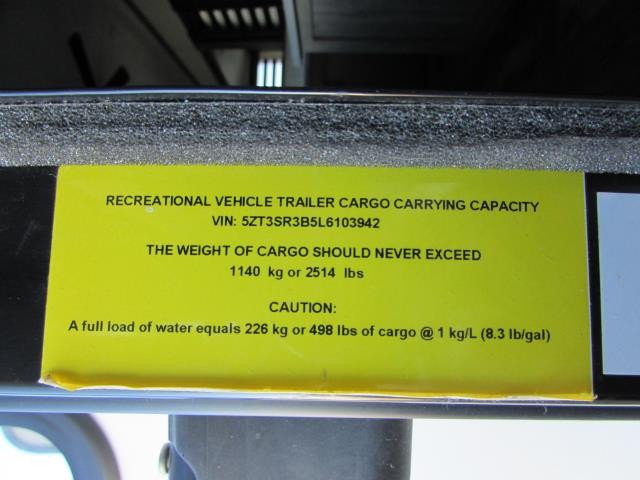 RECREATIONAL VEHICLE TRAILER CARGO CARRYING CAPACITY
VIN: 5ZT3SR3B5L6103942
THE WEIGHT OF CARGO SHOULD NEVER EXCEED
1140 kg or 2514 lbs
CAUTION:
A full load of water equals 226 kg or 498 lbs of cargo @ 1 kg/L (8.3 lb/gal)